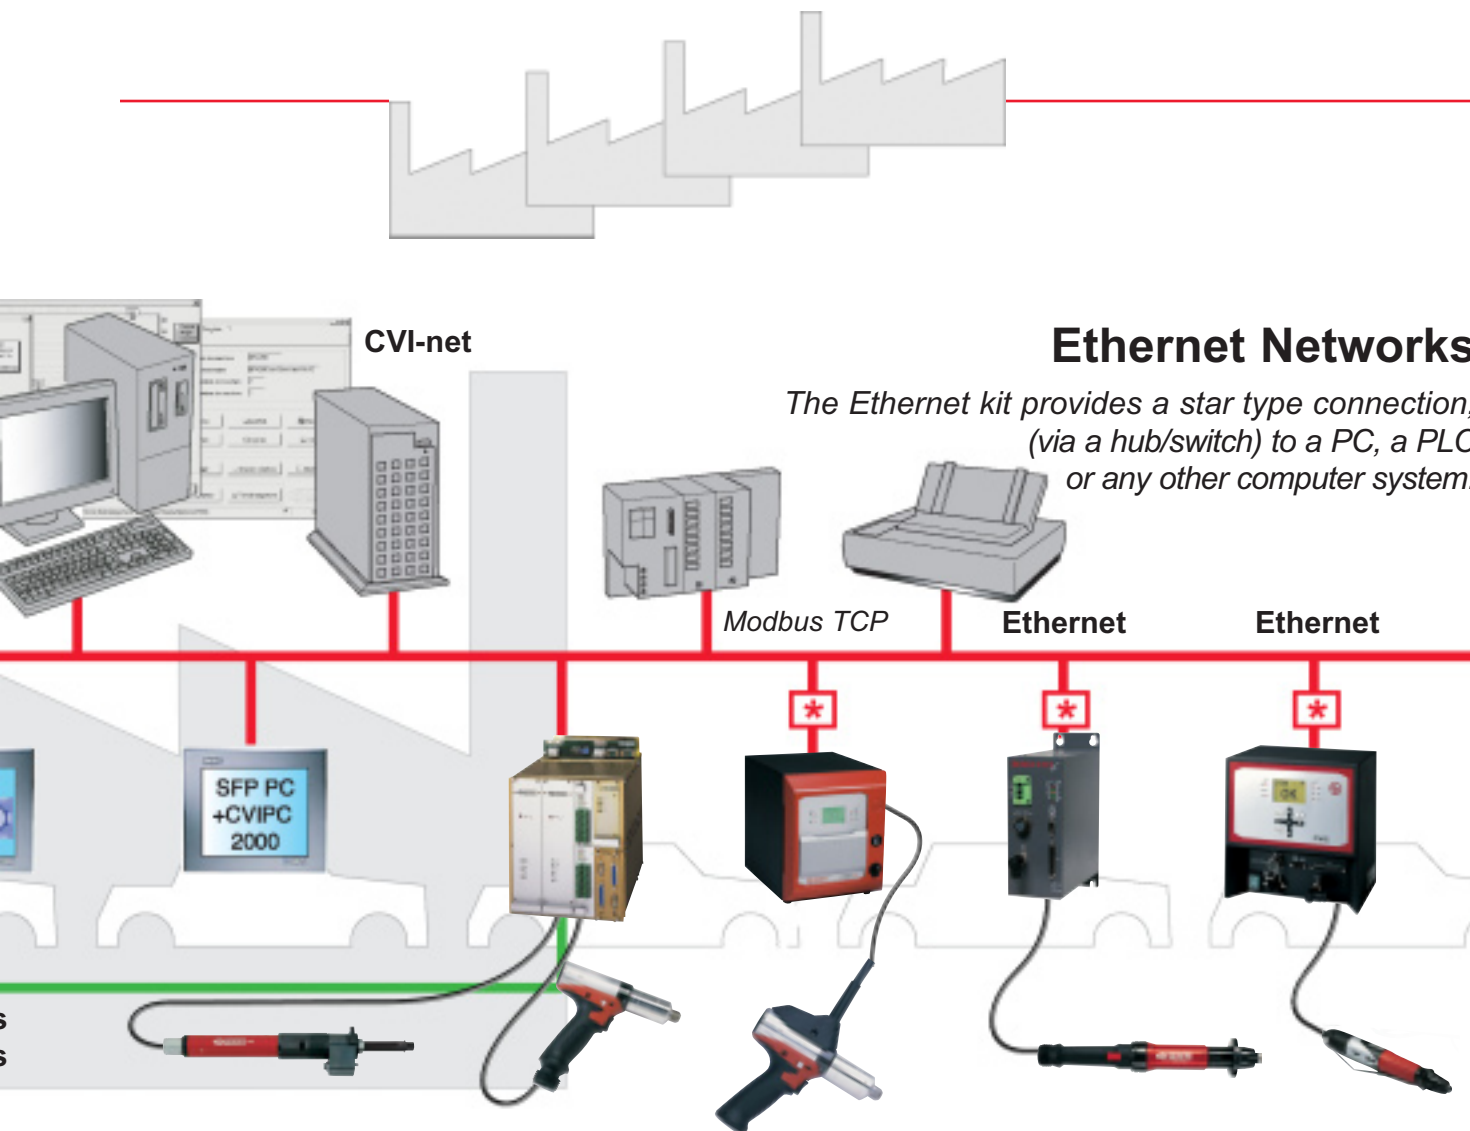 CVI-net
Ethernet Networks
The Ethernet kit provides a star type connection,
(via a hub/switch) to a PC, a PLC
or any other computer system.
Modbus TCP
Ethernet
Ethernet
*
*
*
SFP PC
+CVIPC
2000
OK
s
s